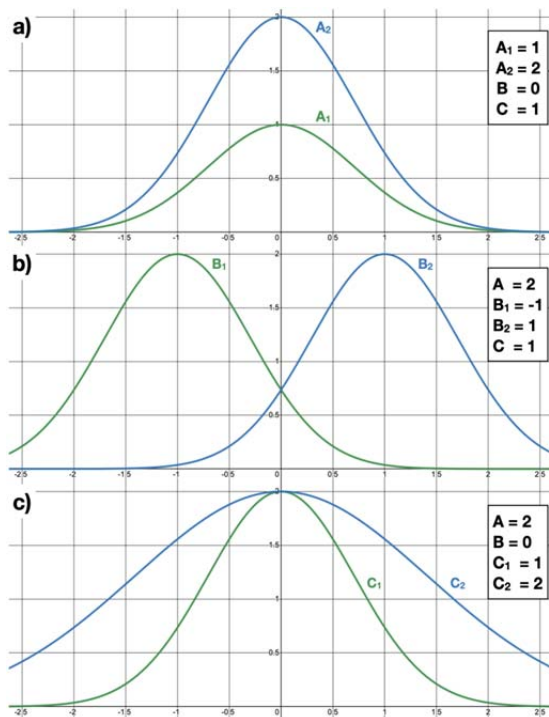 a)
2
A₂
A₁ = 1
A₂ = 2
B = 0
C = 1
1.5
A₁
1
0.5
-2.5 -2 -1.5 -1 -0.5 0 0.5 1 1.5 2 2.5
b)
2
B₁
B₂
A = 2
B₁ = -1
B₂ = 1
C = 1
1.5
1
0.5
-2.5 -2 -1.5 -1 -0.5 0 0.5 1 1.5 2 2.5
c)
2
A = 2
B = 0
C₁ = 1
C₂ = 2
1.5
C₁
C₂
1
0.5
-2.5 -2 -1.5 -1 -0.5 0 0.5 1 1.5 2 2.5